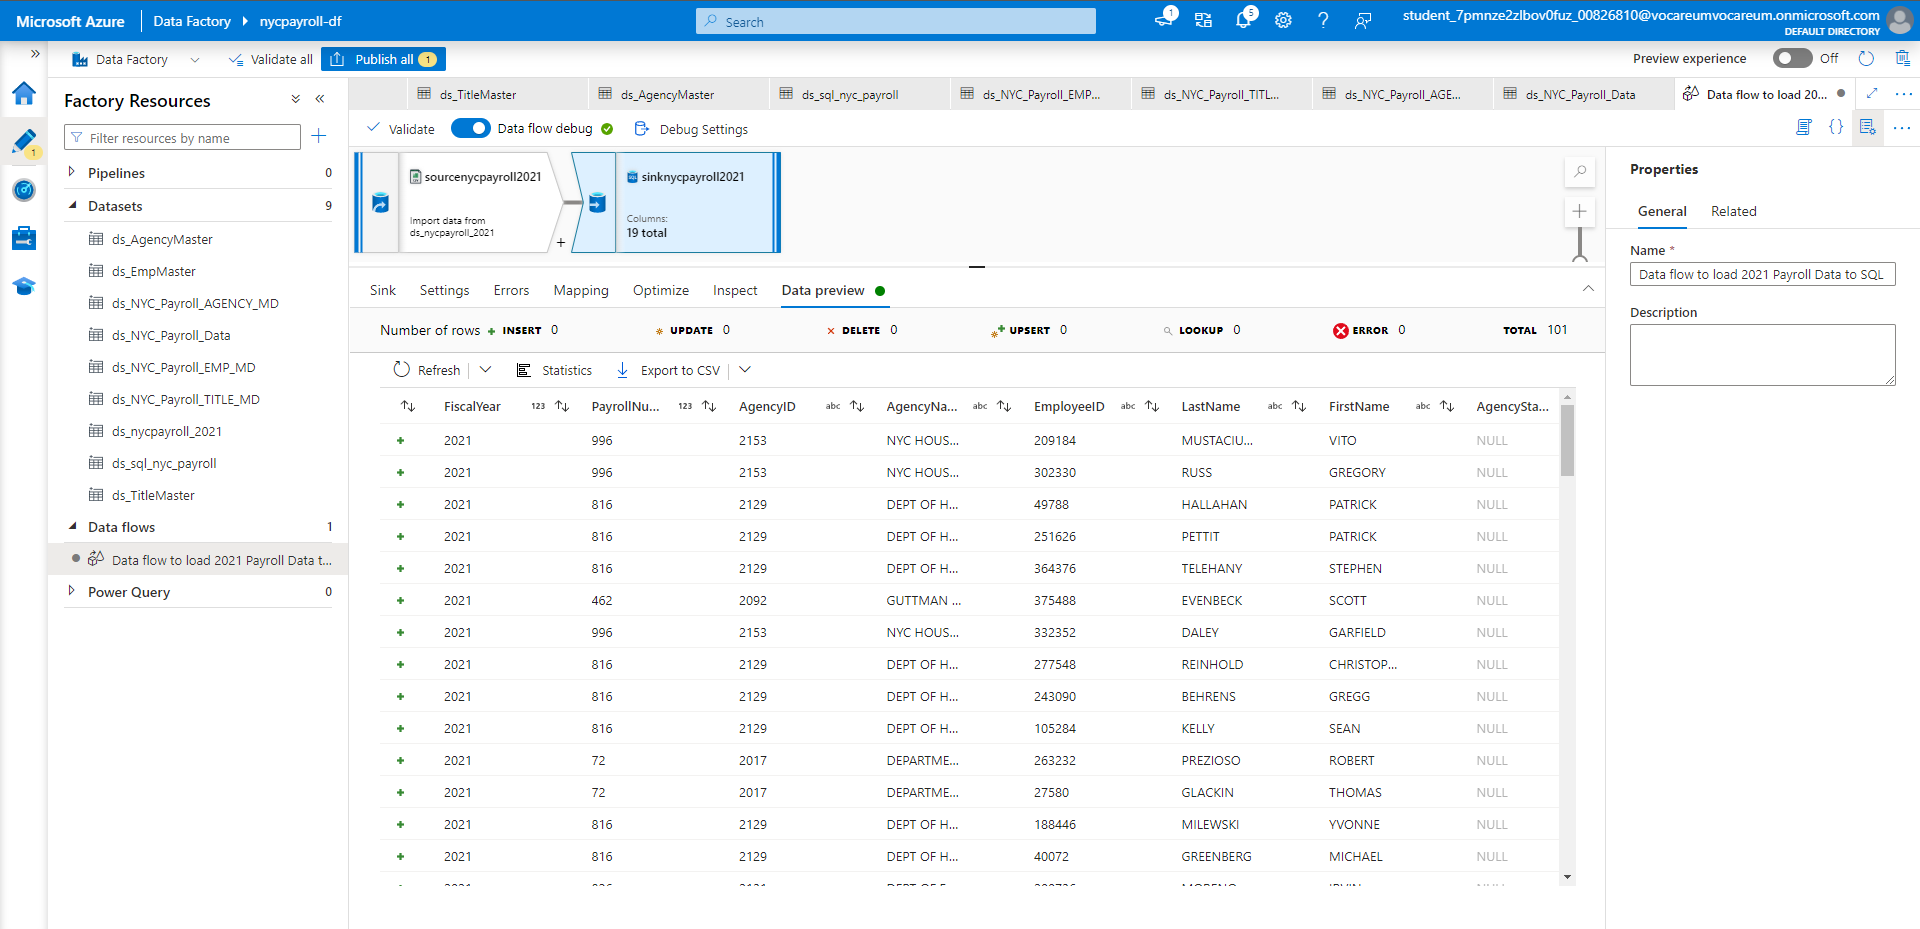 Microsoft Azure Data Factory nycpayroll-df Search 1 5 student_7pmnze2zlbov0fuz_00826810@vocareumvocareum.onmicrosoft.com
DEFAULT DIRECTORY
Data Factory Validate all Publish all 1 Preview experience Off
Factory Resources
ds_TitleMaster ds_AgencyMaster ds_sql_nyc_payroll ds_NYC_Payroll_EMP... ds_NYC_Payroll_TITL... ds_NYC_Payroll_AGE... ds_NYC_Payroll_Data Data flow to load 20...
Filter resources by name
1
Pipelines 0
Datasets 9
ds_AgencyMaster
ds_EmpMaster
ds_NYC_Payroll_AGENCY_MD
ds_NYC_Payroll_Data
ds_NYC_Payroll_EMP_MD
ds_NYC_Payroll_TITLE_MD
ds_nycpayroll_2021
ds_sql_nyc_payroll
ds_TitleMaster
Data flows 1
Data flow to load 2021 Payroll Data t...
Power Query 0
Validate Data flow debug Debug Settings
sourcenycpayroll2021
Import data from
ds_nycpayroll_2021
sinknycpayroll2021
Columns:
19 total
Sink Settings Errors Mapping Optimize Inspect Data preview
Number of rows INSERT 0 UPDATE 0 DELETE 0 UPSERT 0 LOOKUP 0 ERROR 0 TOTAL 101
Refresh Statistics Export to CSV
FiscalYear 123 PayrollNu... 123 AgencyID abc AgencyNa... abc EmployeeID abc LastName abc FirstName abc AgencySta...
2021 996 2153 NYC HOUS... 209184 MUSTACIU... VITO NULL
2021 996 2153 NYC HOUS... 302330 RUSS GREGORY NULL
2021 816 2129 DEPT OF H... 49788 HALLAHAN PATRICK NULL
2021 816 2129 DEPT OF H... 251626 PETTIT PATRICK NULL
2021 816 2129 DEPT OF H... 364376 TELEHANY STEPHEN NULL
2021 462 2092 GUTTMAN ... 375488 EVENBECK SCOTT NULL
2021 996 2153 NYC HOUS... 332352 DALEY GARFIELD NULL
2021 816 2129 DEPT OF H... 277548 REINHOLD CHRISTOP... NULL
2021 816 2129 DEPT OF H... 243090 BEHRENS GREGG NULL
2021 816 2129 DEPT OF H... 105284 KELLY SEAN NULL
2021 72 2017 DEPARTME... 263232 PREZIOSO ROBERT NULL
2021 72 2017 DEPARTME... 27580 GLACKIN THOMAS NULL
2021 816 2129 DEPT OF H... 188446 MILEWSKI YVONNE NULL
2021 816 2129 DEPT OF H... 40072 GREENBERG MICHAEL NULL
Properties
General Related
Name *
Data flow to load 2021 Payroll Data to SQL
Description